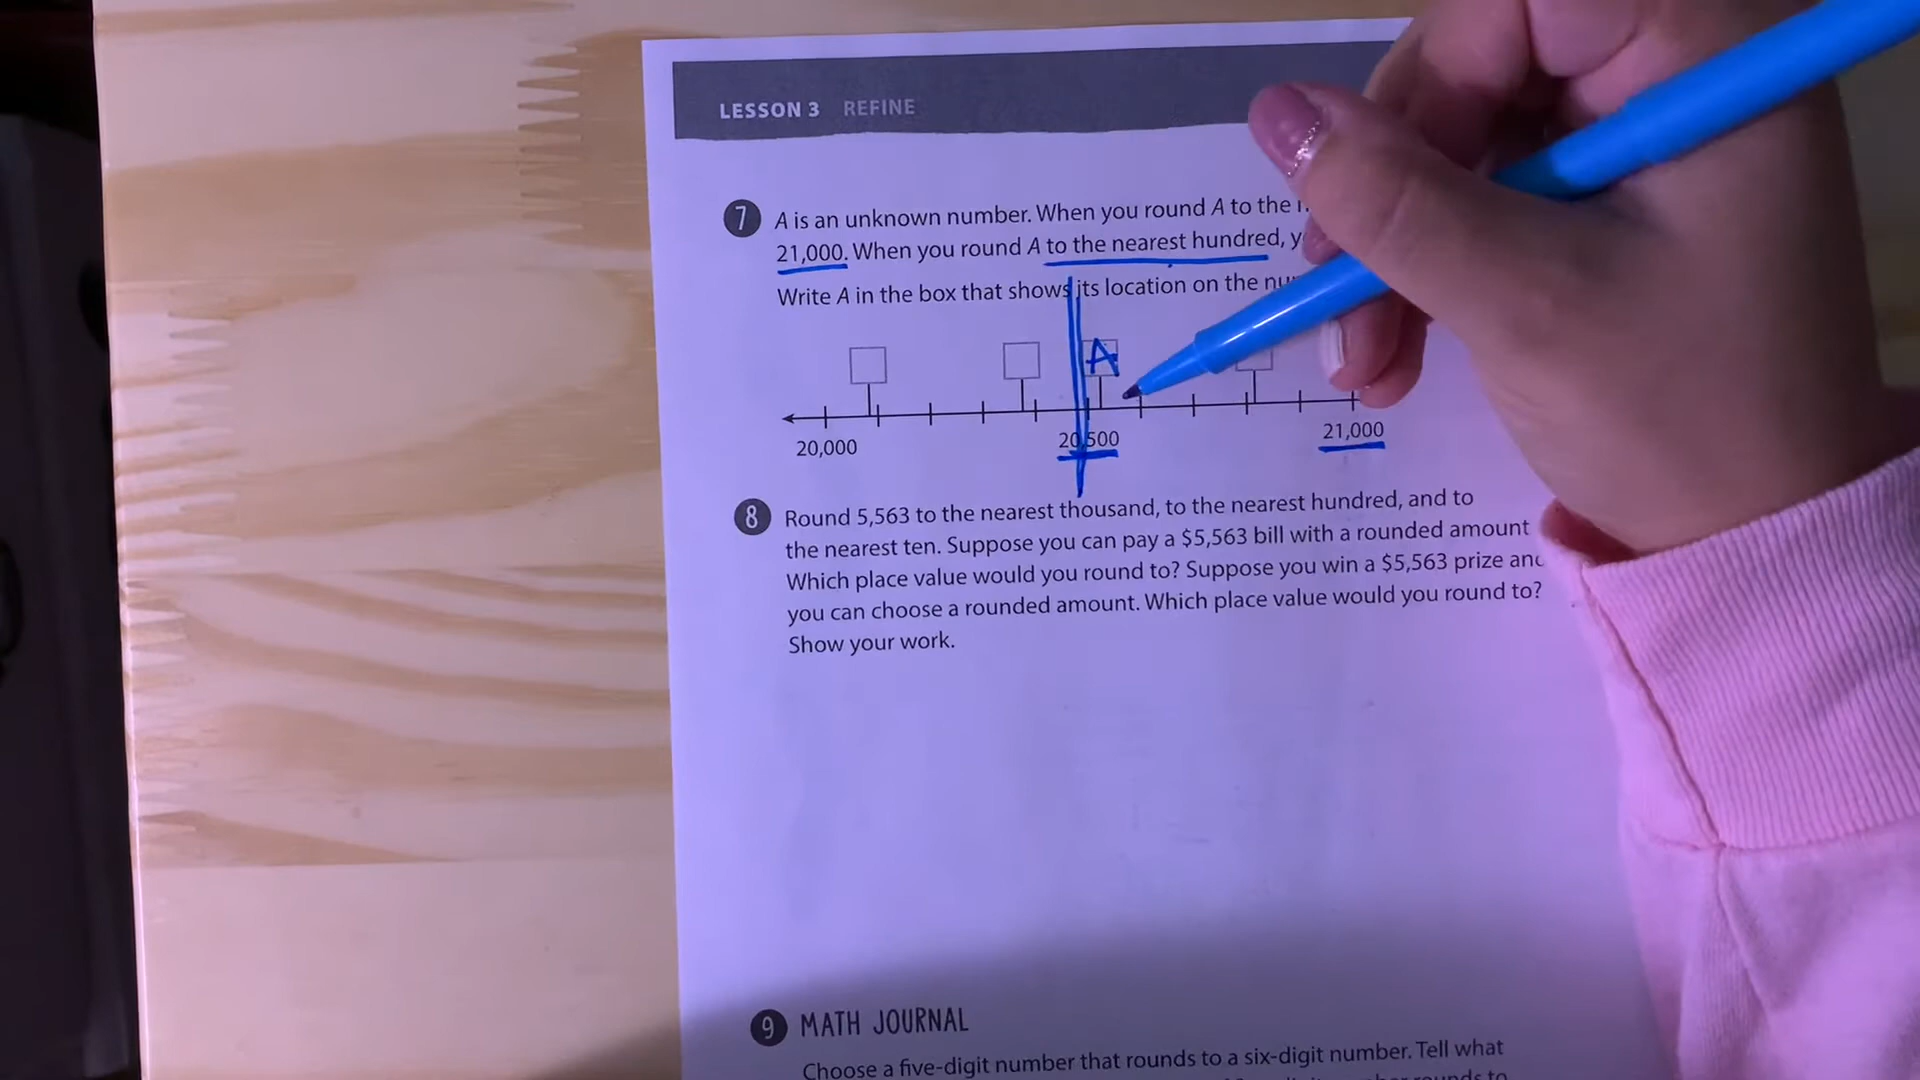 LESSON 3 REFINE
7 A is an unknown number. When you round A to the
21,000. When you round A to the nearest hundred,
Write A in the box that shows its location on the
A
20,000 20,500 21,000
8 Round 5,563 to the nearest thousand, to the nearest hundred, and to
the nearest ten. Suppose you can pay a $5,563 bill with a rounded amount
Which place value would you round to? Suppose you win a $5,563 prize and
you can choose a rounded amount. Which place value would you round to?
Show your work.
9 MATH JOURNAL
Choose a five-digit number that rounds to a six-digit number. Tell what